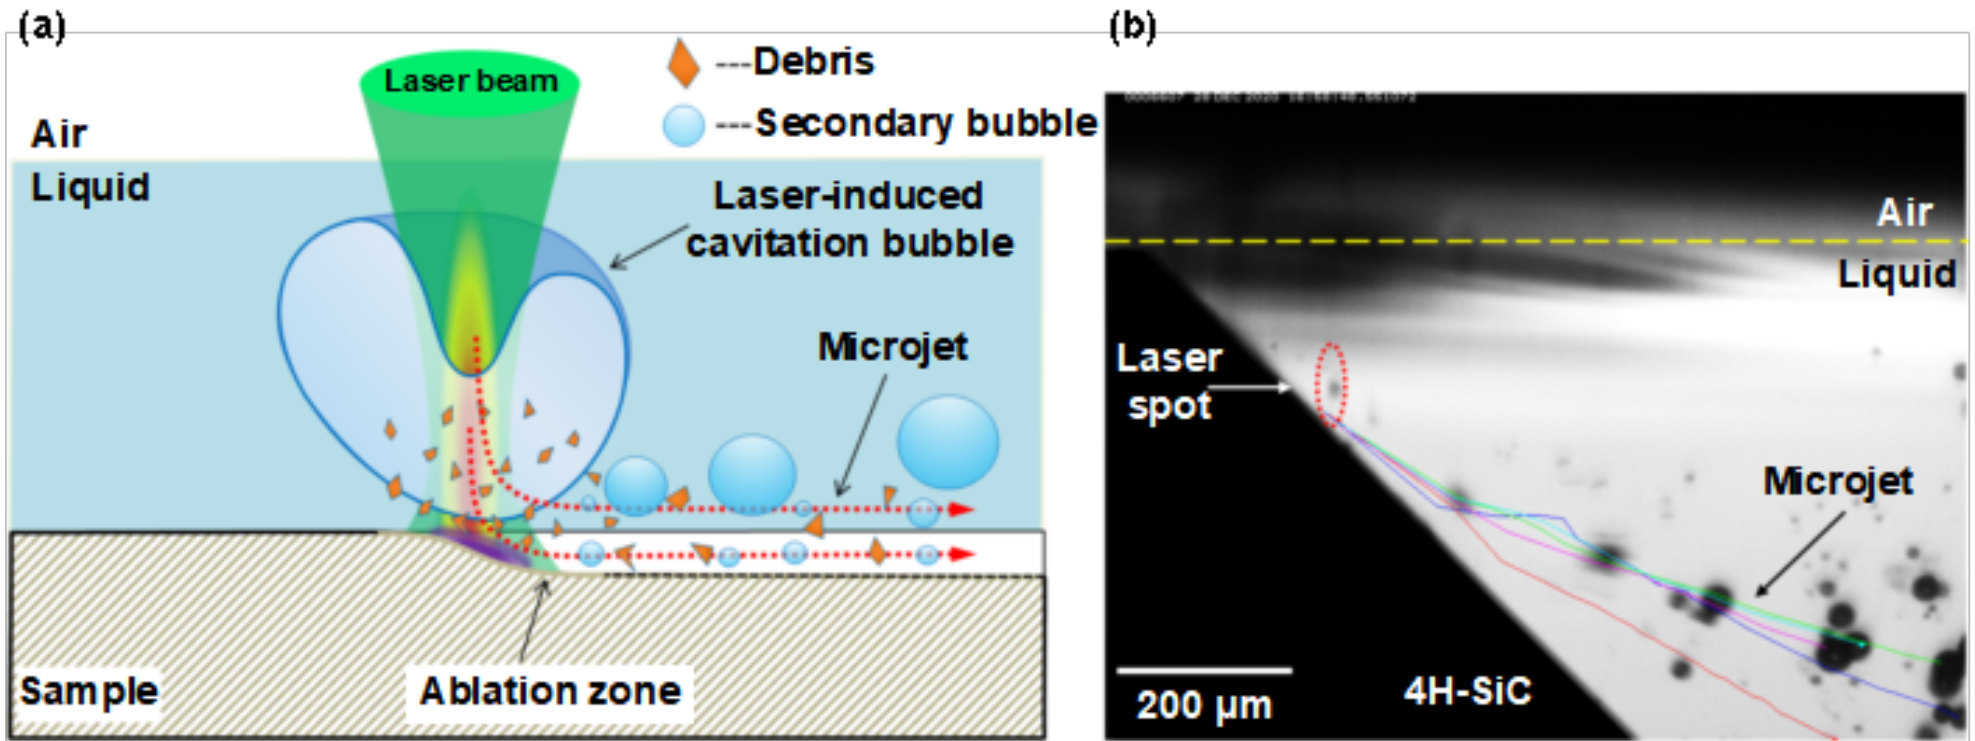 (a)
Laser beam
---Debris
---Secondary bubble
Air
Liquid
Laser-induced
cavitation bubble
Microjet
Sample
Ablation zone
(b)
Air
Liquid
Laser
spot
Microjet
200 µm
4H-SiC